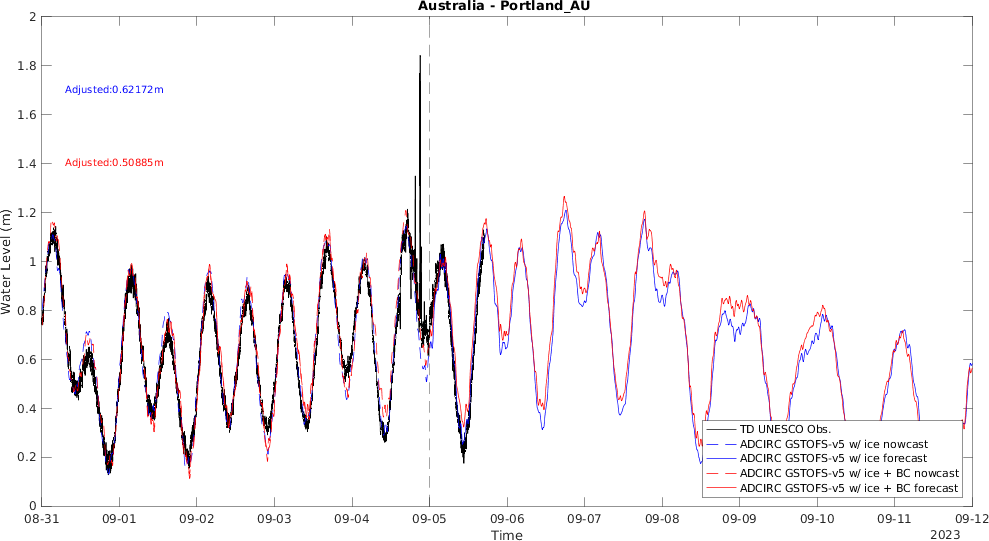 Australia - Portland_AU
2
1.8
1.6
1.4
1.2
1
0.8
0.6
0.4
0.2
0
Water Level (m)
Adjusted:0.62172m
Adjusted:0.50885m
TD UNESCO Obs.
ADCIRC GSTOFS-v5 w/ ice nowcast
ADCIRC GSTOFS-v5 w/ ice forecast
ADCIRC GSTOFS-v5 w/ ice + BC nowcast
ADCIRC GSTOFS-v5 w/ ice + BC forecast
08-31 09-01 09-02 09-03 09-04 09-05 09-06 09-07 09-08 09-09 09-10 09-11 09-12
Time
2023